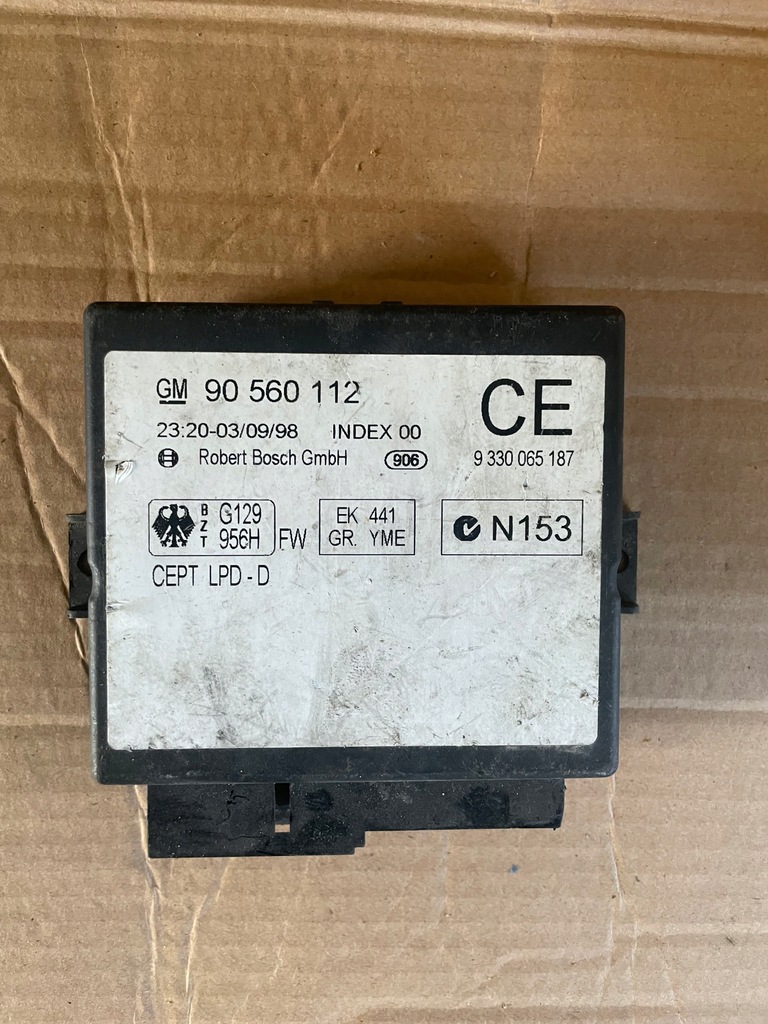 GM 90 560 112
CE
23:20-03/09/98 INDEX 00
Robert Bosch GmbH 906 9 330 065 187
BZT G129
956H FW
EK 441
GR. YME
N153
CEPT LPD - D